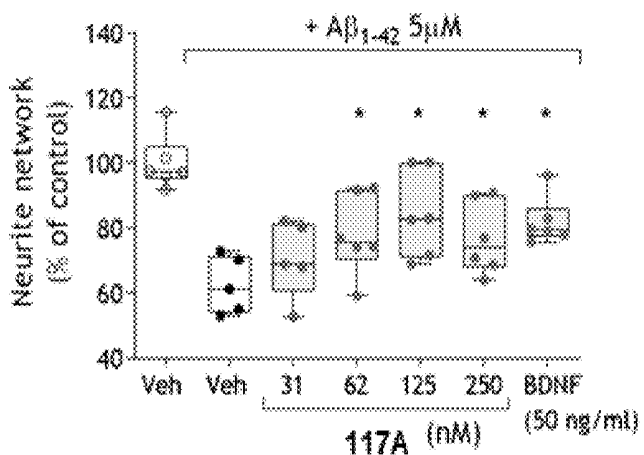 + Aβ1-42 5μM
Neurite network
(% of control)
140
120
100
80
60
40
* * * *
Veh Veh 31 62 125 250 BDNF
117A (nM) (50 ng/ml)